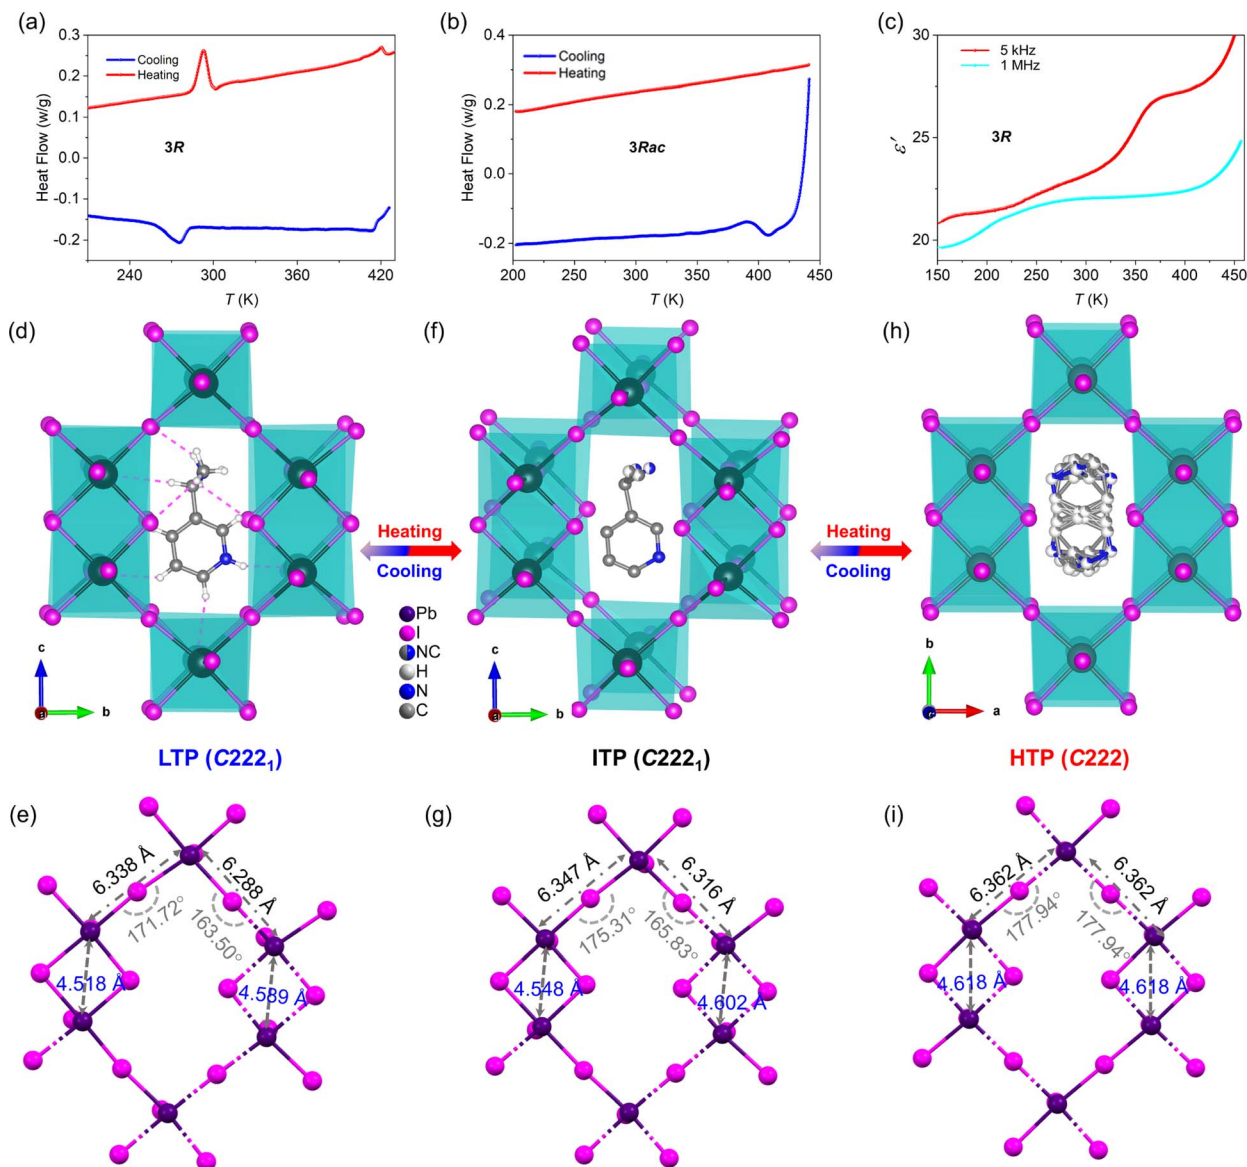 (a)
0.3
0.2
0.1
0.0
-0.1
-0.2
Heat Flow (w/g)
Cooling
Heating
3R
240
300
360
420
T (K)
(b)
0.4
0.2
0.0
-0.2
Heat Flow (w/g)
Cooling
Heating
3Rac
200
250
300
350
400
450
T (K)
(c)
30
25
20
ε′
5 kHz
1 MHz
3R
150
200
250
300
350
400
450
T (K)
(d)
c
a
b
Heating
Cooling
Pb
I
NC
H
N
C
(f)
c
a
b
Heating
Cooling
(h)
b
a
LTP (C222₁)
ITP (C222₁)
HTP (C222)
(e)
6.338 Å
6.288 Å
171.72°
163.50°
4.518 Å
4.589 Å
(g)
6.347 Å
6.316 Å
175.31°
165.83°
4.548 Å
4.602 Å
(i)
6.362 Å
6.362 Å
177.94°
177.94°
4.618 Å
4.618 Å